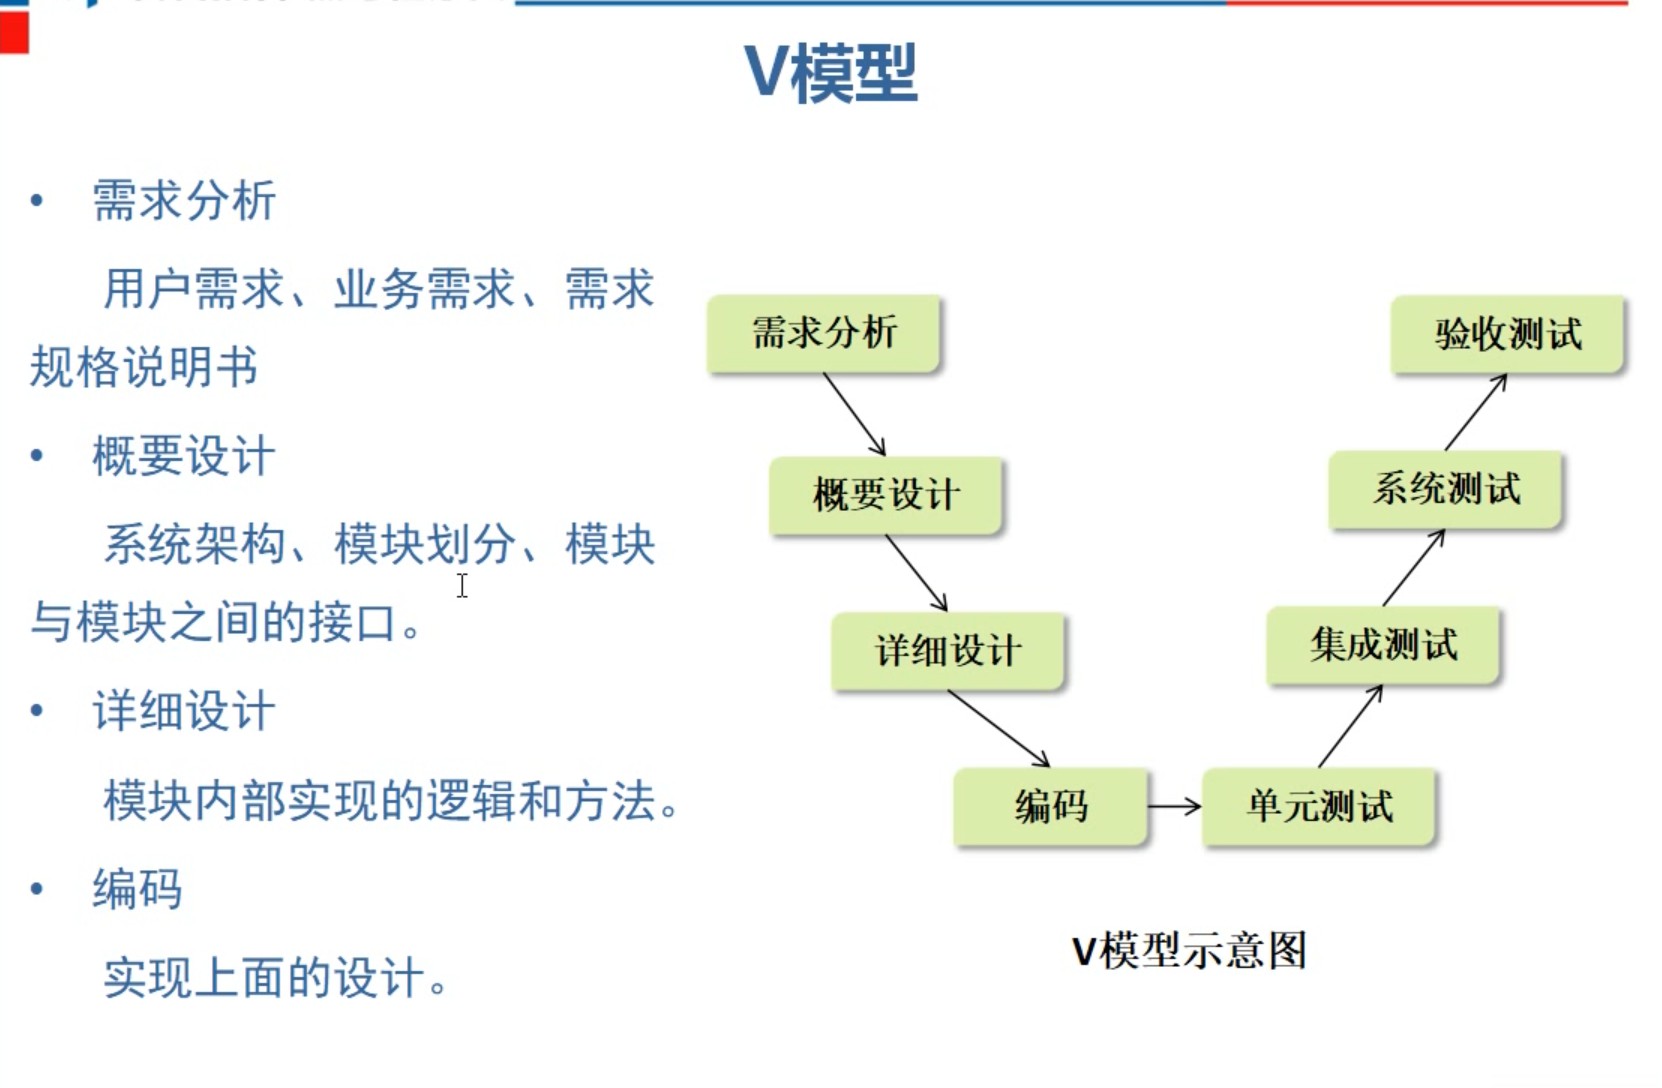 V模型
• 需求分析
用户需求、业务需求、需求
规格说明书
• 概要设计
系统架构、模块划分、模块
与模块之间的接口。
• 详细设计
模块内部实现的逻辑和方法。
• 编码
实现上面的设计。
需求分析
概要设计
详细设计
编码
单元测试
集成测试
系统测试
验收测试
V模型示意图